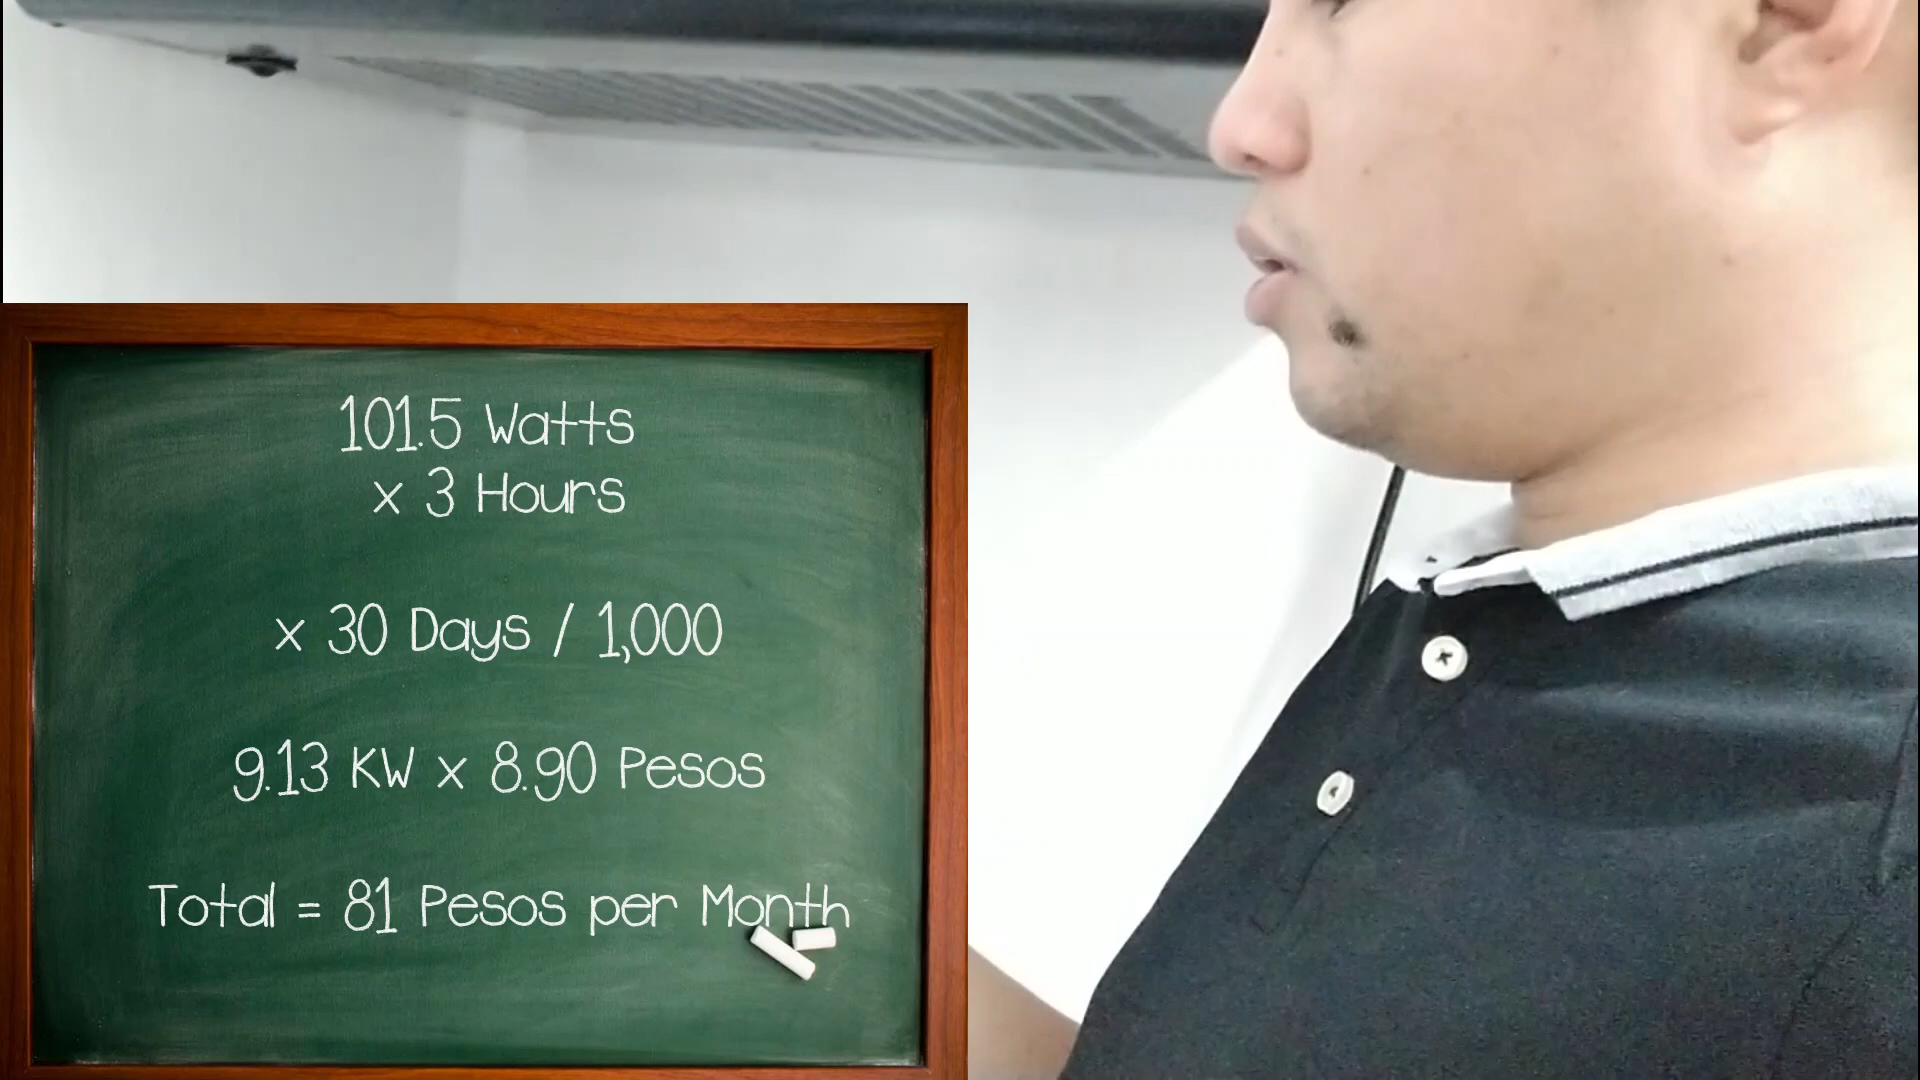 101.5 Watts
x 3 Hours
x 30 Days / 1,000
9.13 KW x 8.90 Pesos
Total = 81 Pesos per Month